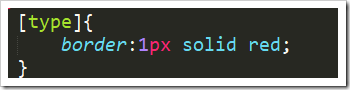 [type]{
    border:1px solid red;
}